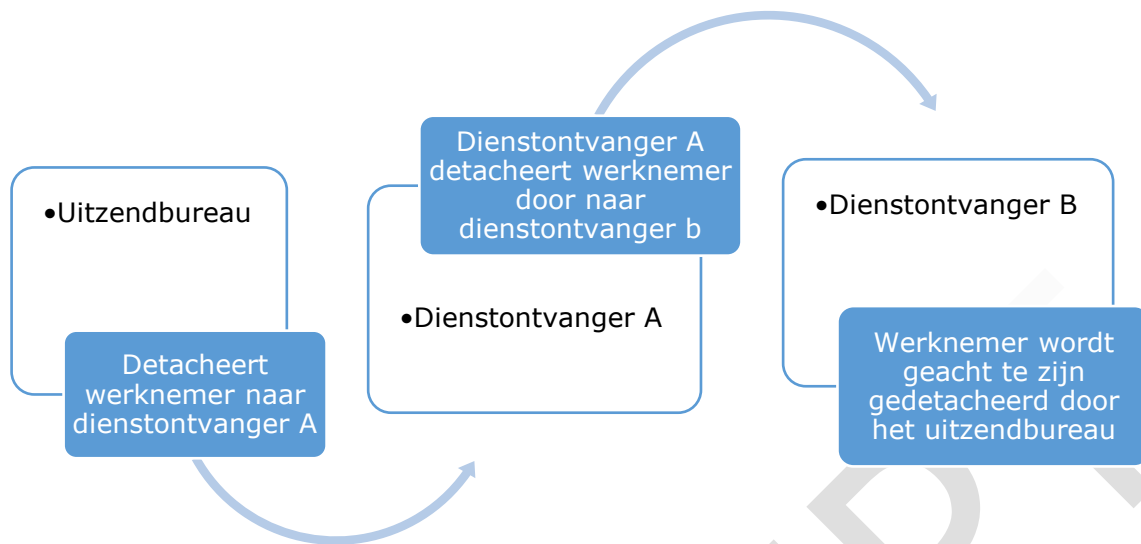 •Uitzendbureau
Detacheert
werknemer naar
dienstontvanger A
Dienstontvanger A
detacheert werknemer
door naar
dienstontvanger b
•Dienstontvanger A
•Dienstontvanger B
Werknemer wordt
geacht te zijn
gedetacheerd door
het uitzendbureau